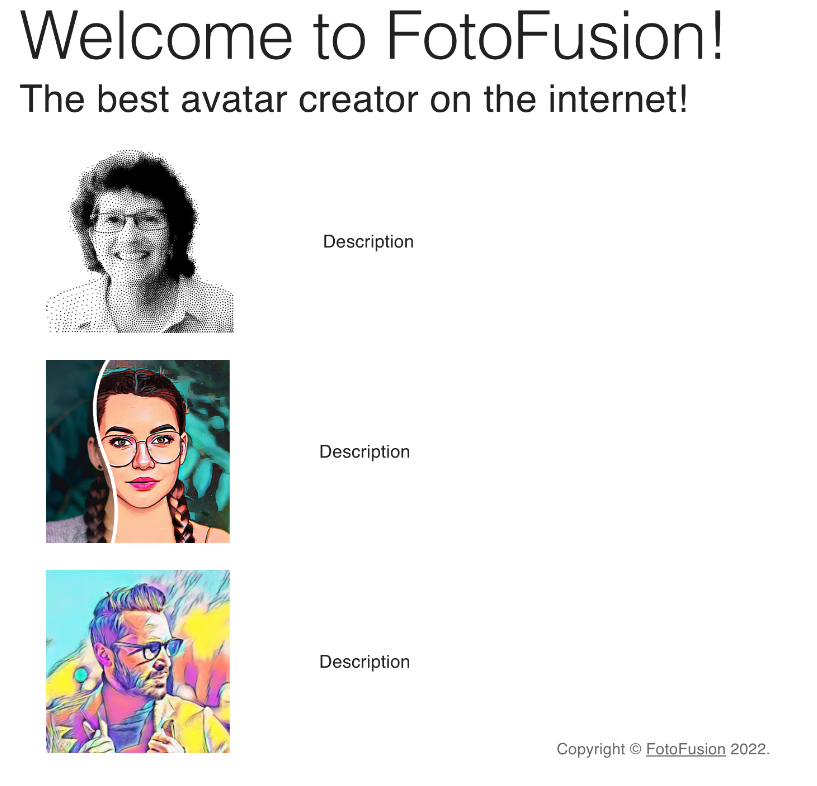 Welcome to FotoFusion!
The best avatar creator on the internet!
Description
Description
Description
Copyright © FotoFusion 2022.